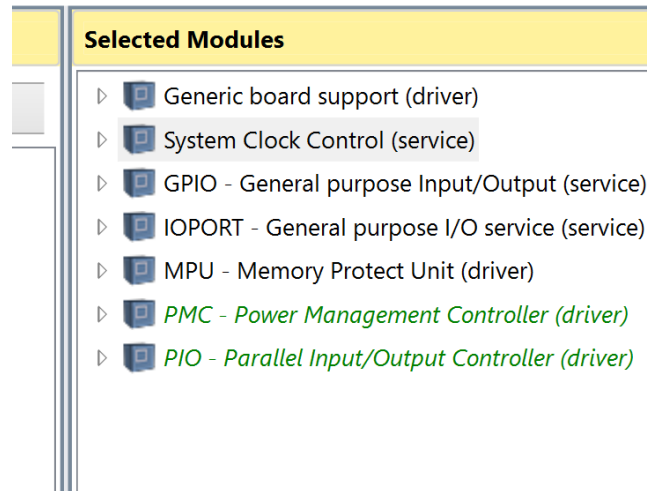 Selected Modules
Generic board support (driver)
System Clock Control (service)
GPIO - General purpose Input/Output (service)
IOPORT - General purpose I/O service (service)
MPU - Memory Protect Unit (driver)
PMC - Power Management Controller (driver)
PIO - Parallel Input/Output Controller (driver)